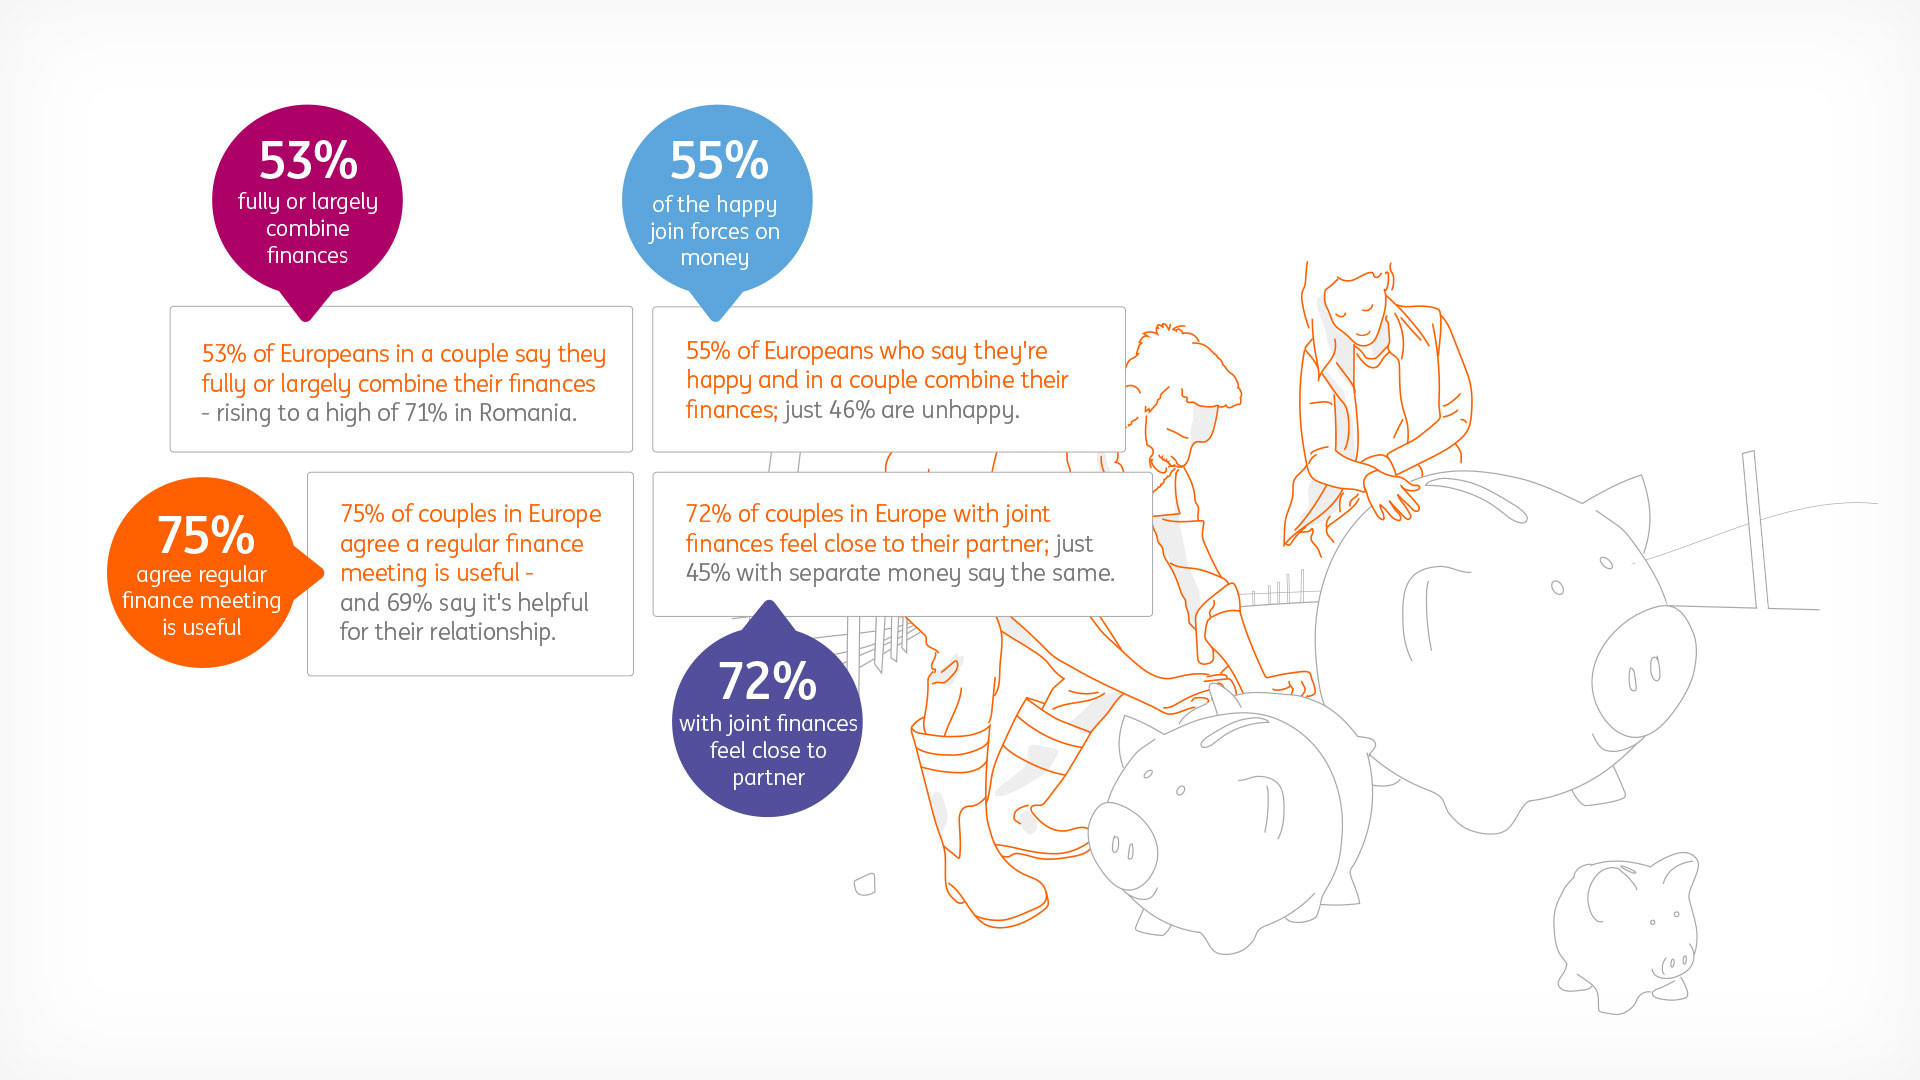 53%
fully or largely
combine
finances
53% of Europeans in a couple say they
fully or largely combine their finances
- rising to a high of 71% in Romania.
55%
of the happy
join forces on
money
55% of Europeans who say they're
happy and in a couple combine their
finances; just 46% are unhappy.
75%
agree regular
finance meeting
is useful
75% of couples in Europe
agree a regular finance
meeting is useful -
and 69% say it's helpful
for their relationship.
72% of couples in Europe with joint
finances feel close to their partner; just
45% with separate money say the same.
72%
with joint finances
feel close to
partner